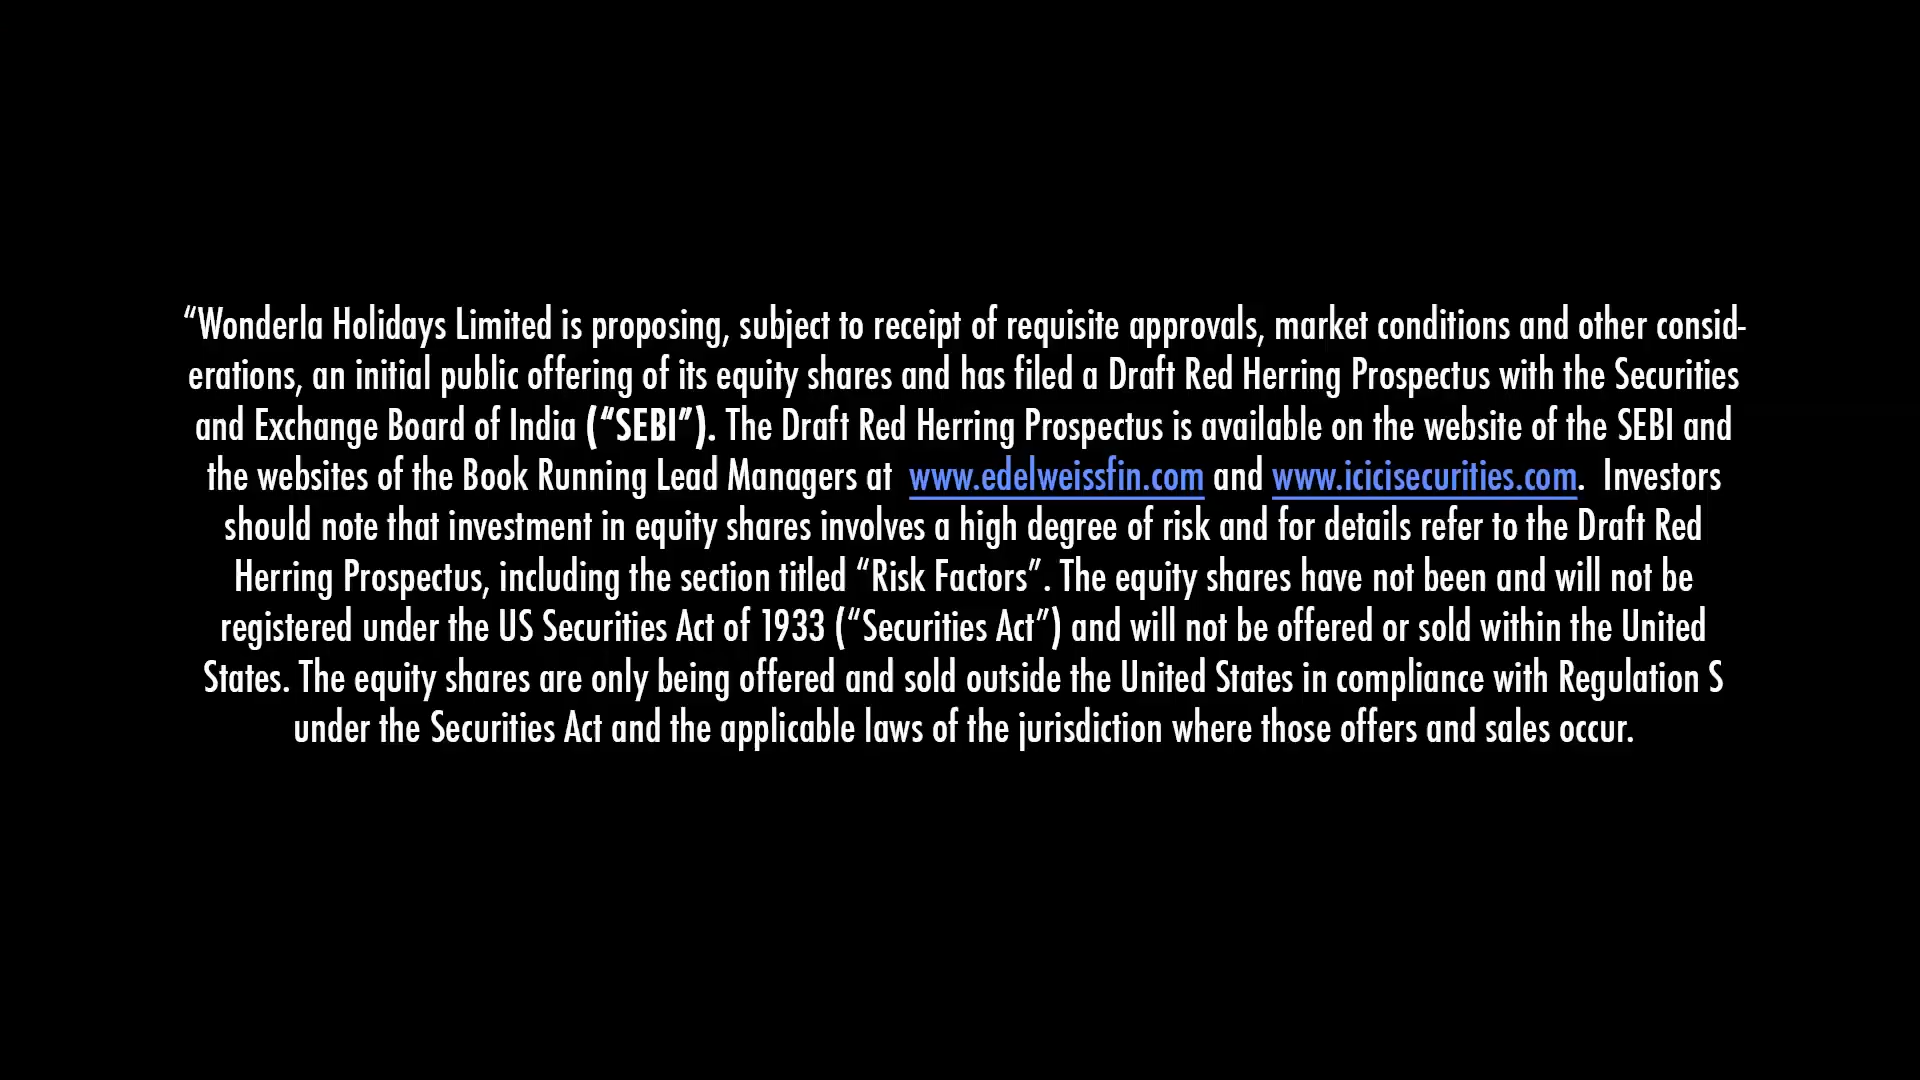 “Wonderla Holidays Limited is proposing, subject to receipt of requisite approvals, market conditions and other consid-
erations, an initial public offering of its equity shares and has filed a Draft Red Herring Prospectus with the Securities
and Exchange Board of India (“SEBI”). The Draft Red Herring Prospectus is available on the website of the SEBI and
the websites of the Book Running Lead Managers at  www.edelweissfin.com and www.icicisecurities.com.  Investors
should note that investment in equity shares involves a high degree of risk and for details refer to the Draft Red
Herring Prospectus, including the section titled “Risk Factors”. The equity shares have not been and will not be
registered under the US Securities Act of 1933 (“Securities Act”) and will not be offered or sold within the United
States. The equity shares are only being offered and sold outside the United States in compliance with Regulation S
under the Securities Act and the applicable laws of the jurisdiction where those offers and sales occur.